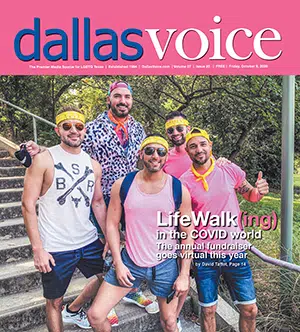 dallasvoice
The Premier Media Source for LGBTQ Texas | Established 1984 | dallasvoice.com | Volume 37 | Issue 22 | FREE | Friday, October 2, 2020
S
B R
P
LifeWalk(ing)
in the COVID world
The annual fundraiser
goes virtual this year
by David Taffet, Page 14